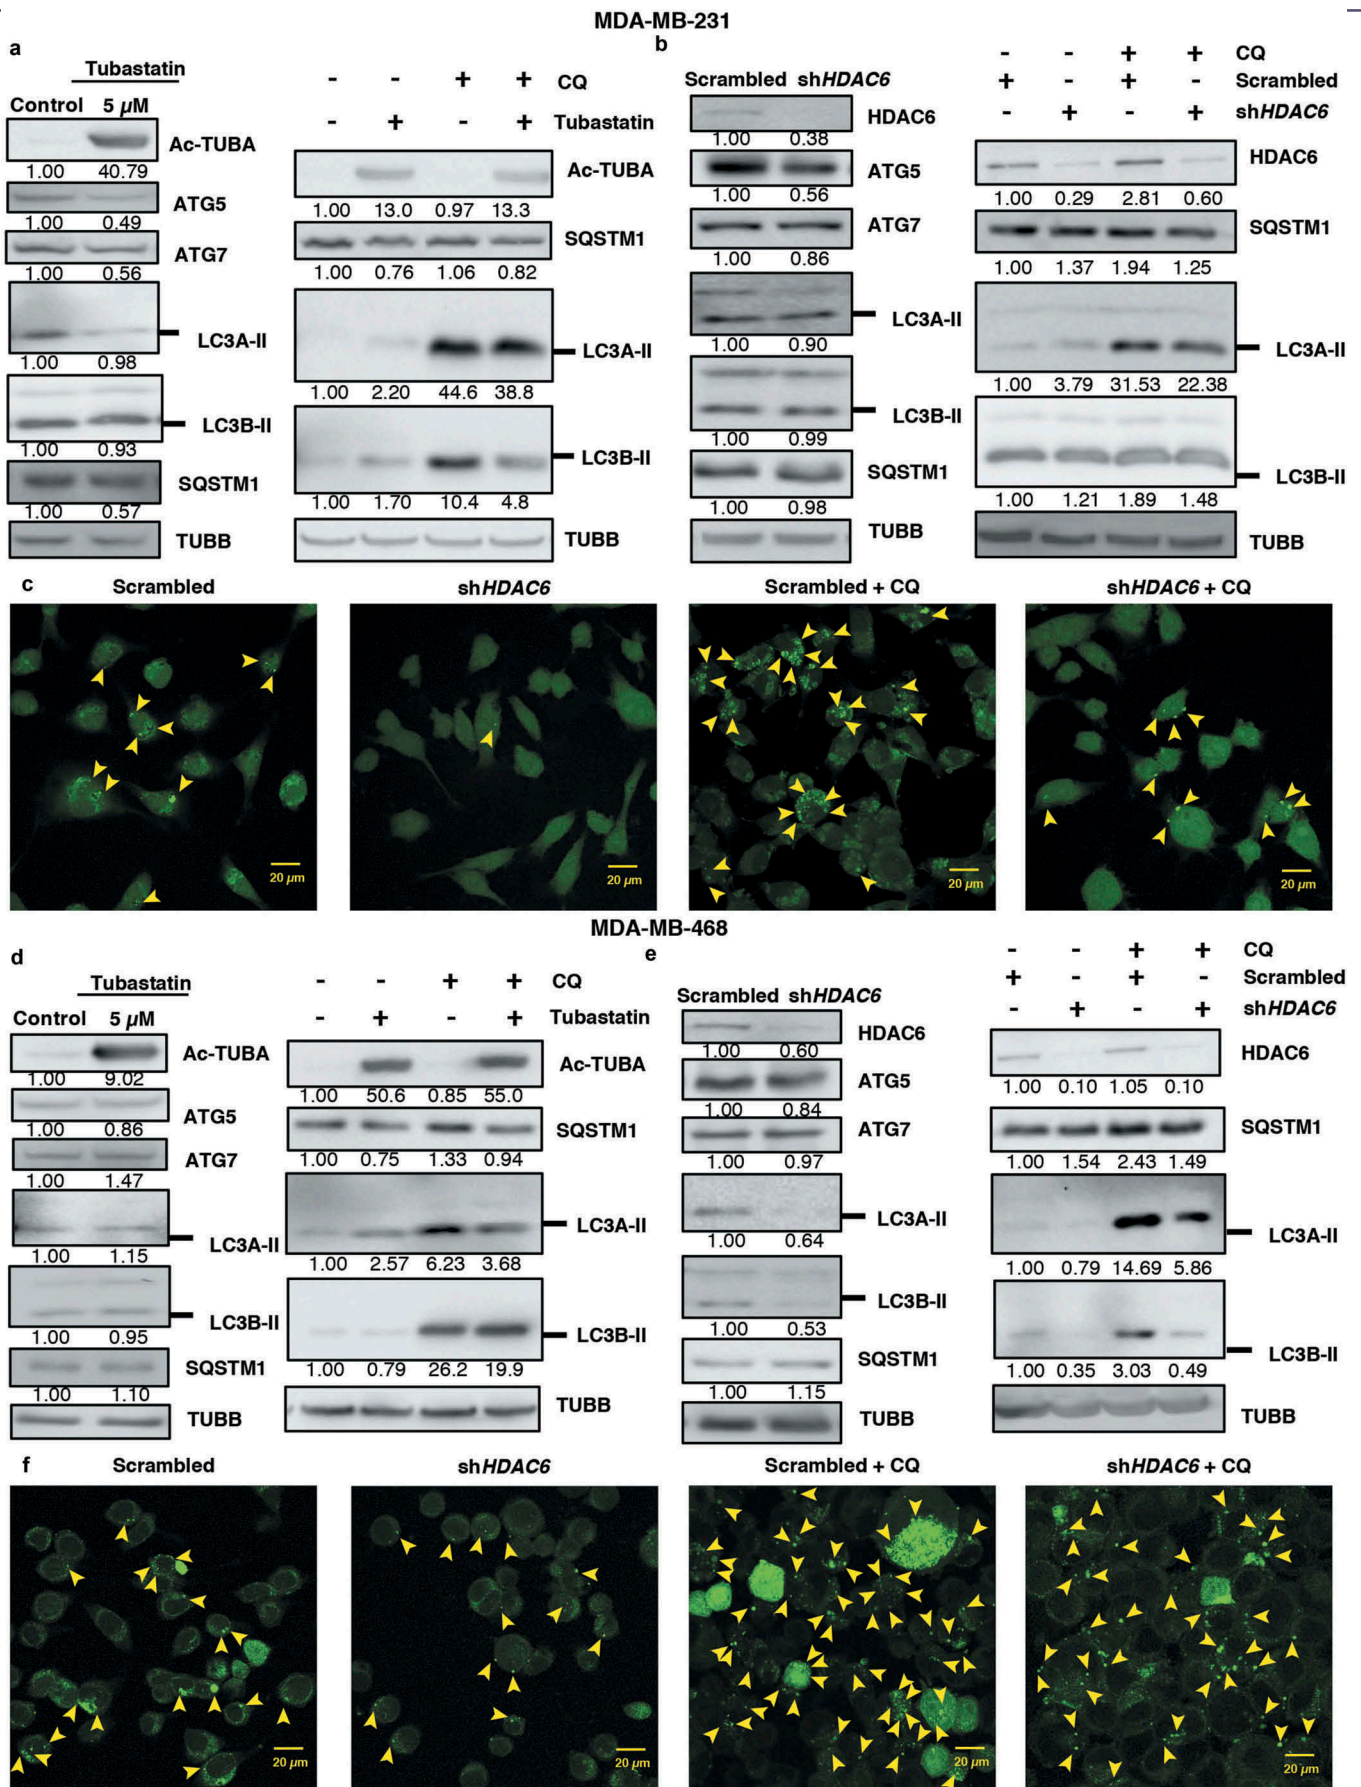 MDA-MB-231
a
Tubastatin
Control 5 µM
Ac-TUBA
1.00 40.79
ATG5
1.00 0.49
ATG7
1.00 0.56
LC3A-II
1.00 0.98
LC3B-II
1.00 0.93
SQSTM1
1.00 0.57
TUBB
- - + + CQ
- + - + Tubastatin
Ac-TUBA
1.00 13.0 0.97 13.3
SQSTM1
1.00 0.76 1.06 0.82
LC3A-II
1.00 2.20 44.6 38.8
LC3B-II
1.00 1.70 10.4 4.8
TUBB
b
Scrambled shHDAC6
HDAC6
1.00 0.38
ATG5
1.00 0.56
ATG7
1.00 0.86
LC3A-II
1.00 0.90
LC3B-II
1.00 0.99
SQSTM1
1.00 0.98
TUBB
- - + + CQ
+ - + - Scrambled
- + - + shHDAC6
HDAC6
1.00 0.29 2.81 0.60
SQSTM1
1.00 1.37 1.94 1.25
LC3A-II
1.00 3.79 31.53 22.38
LC3B-II
1.00 1.21 1.89 1.48
TUBB
c
Scrambled shHDAC6 Scrambled + CQ shHDAC6 + CQ
20 µm 20 µm 20 µm 20 µm
MDA-MB-468
d
Tubastatin
Control 5 µM
Ac-TUBA
1.00 9.02
ATG5
1.00 0.86
ATG7
1.00 1.47
LC3A-II
1.00 1.15
LC3B-II
1.00 0.95
SQSTM1
1.00 1.10
TUBB
- - + + CQ
- + - + Tubastatin
Ac-TUBA
1.00 50.6 0.85 55.0
SQSTM1
1.00 0.75 1.33 0.94
LC3A-II
1.00 2.57 6.23 3.68
LC3B-II
1.00 0.79 26.2 19.9
TUBB
e
Scrambled shHDAC6
HDAC6
1.00 0.60
ATG5
1.00 0.84
ATG7
1.00 0.97
LC3A-II
1.00 0.64
LC3B-II
1.00 0.53
SQSTM1
1.00 1.15
TUBB
- - + + CQ
+ - + - Scrambled
- + - + shHDAC6
HDAC6
1.00 0.10 1.05 0.10
SQSTM1
1.00 1.54 2.43 1.49
LC3A-II
1.00 0.79 14.69 5.86
LC3B-II
1.00 0.35 3.03 0.49
TUBB
f
Scrambled shHDAC6 Scrambled + CQ shHDAC6 + CQ
20 µm 20 µm 20 µm 20 µm